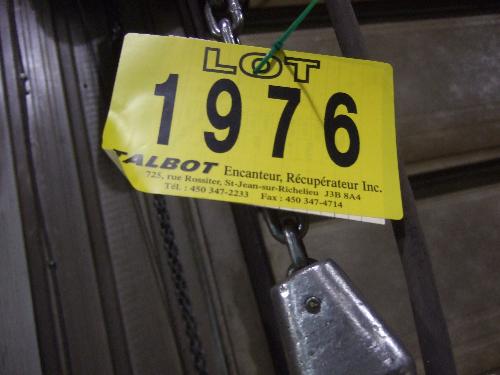 LOT
1976
TALBOT Encanteur, Récupérateur Inc.
725, rue Rossiter, St-Jean-sur-Richelieu J3B 8A4
Tél. : 450 347-2233 Fax : 450 347-4714